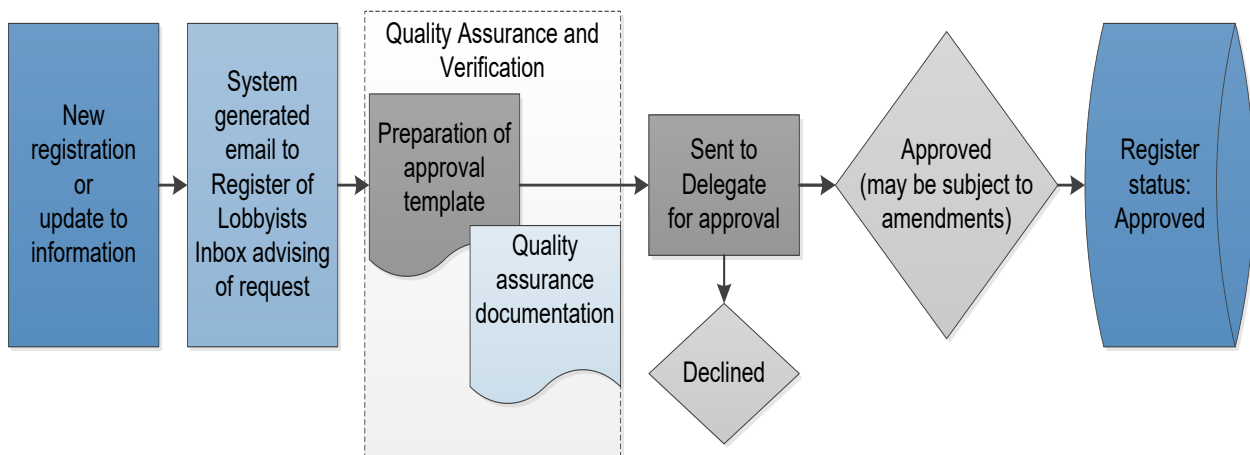 New
registration
or
update to
information
System
generated
email to
Register of
Lobbyists
Inbox advising
of request
Quality Assurance and
Verification
Preparation of
approval
template
Quality
assurance
documentation
Sent to
Delegate
for approval
Declined
Approved
(may be subject to
amendments)
Register
status:
Approved